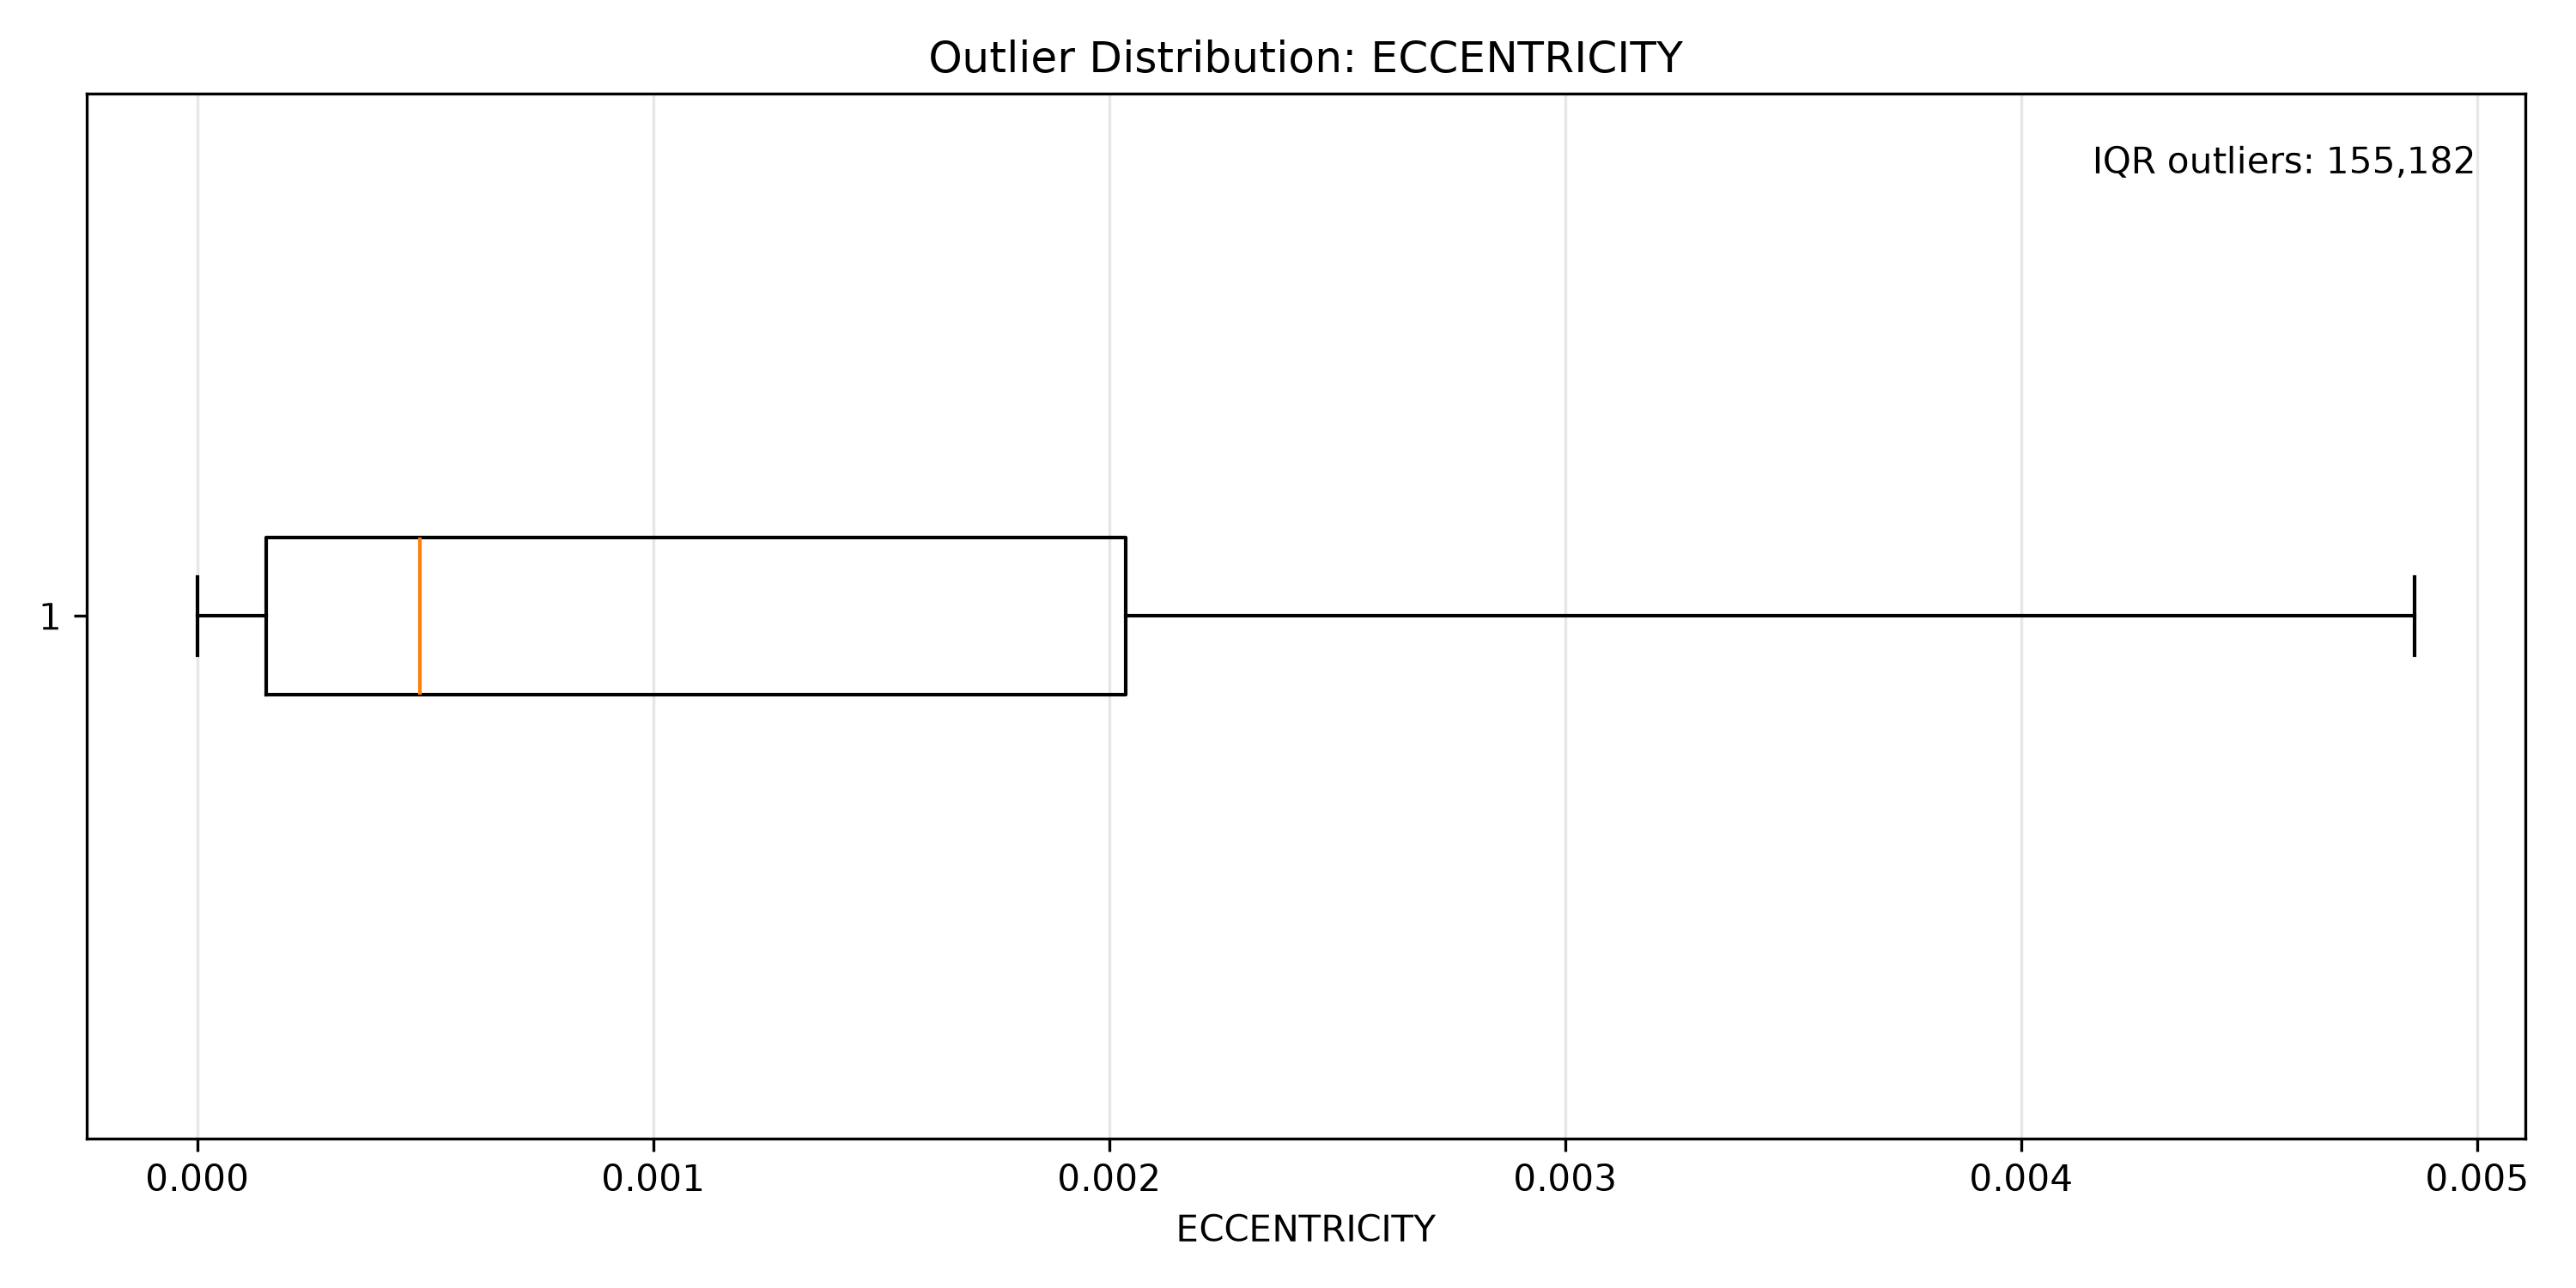 Outlier Distribution: ECCENTRICITY
IQR outliers: 155,182
1
0.000 0.001 0.002 0.003 0.004 0.005
ECCENTRICITY